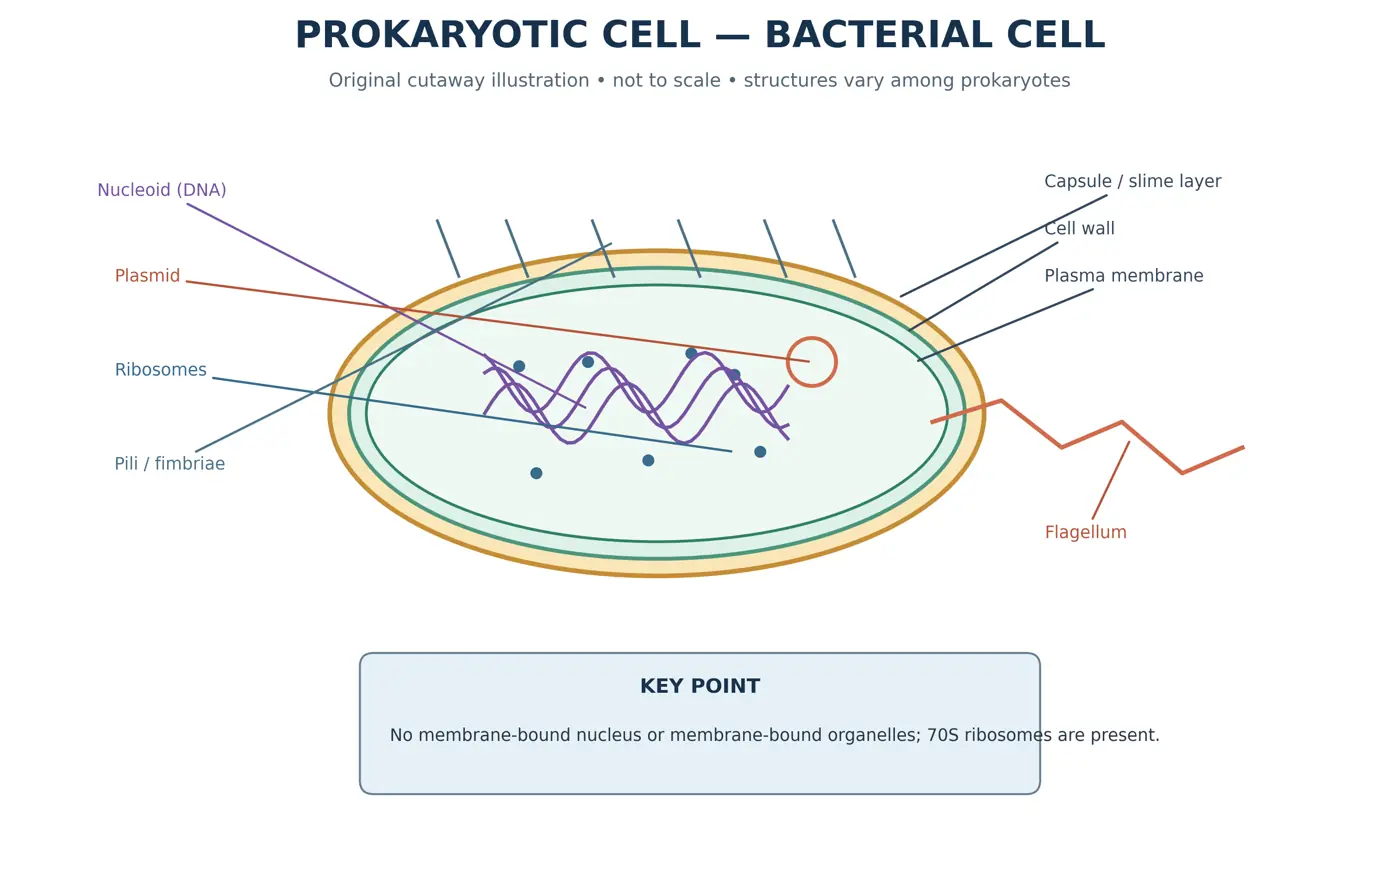 PROKARYOTIC CELL — BACTERIAL CELL
Original cutaway illustration • not to scale • structures vary among prokaryotes
Nucleoid (DNA)
Plasmid
Ribosomes
Pili / fimbriae
Capsule / slime layer
Cell wall
Plasma membrane
Flagellum
KEY POINT
No membrane-bound nucleus or membrane-bound organelles; 70S ribosomes are present.